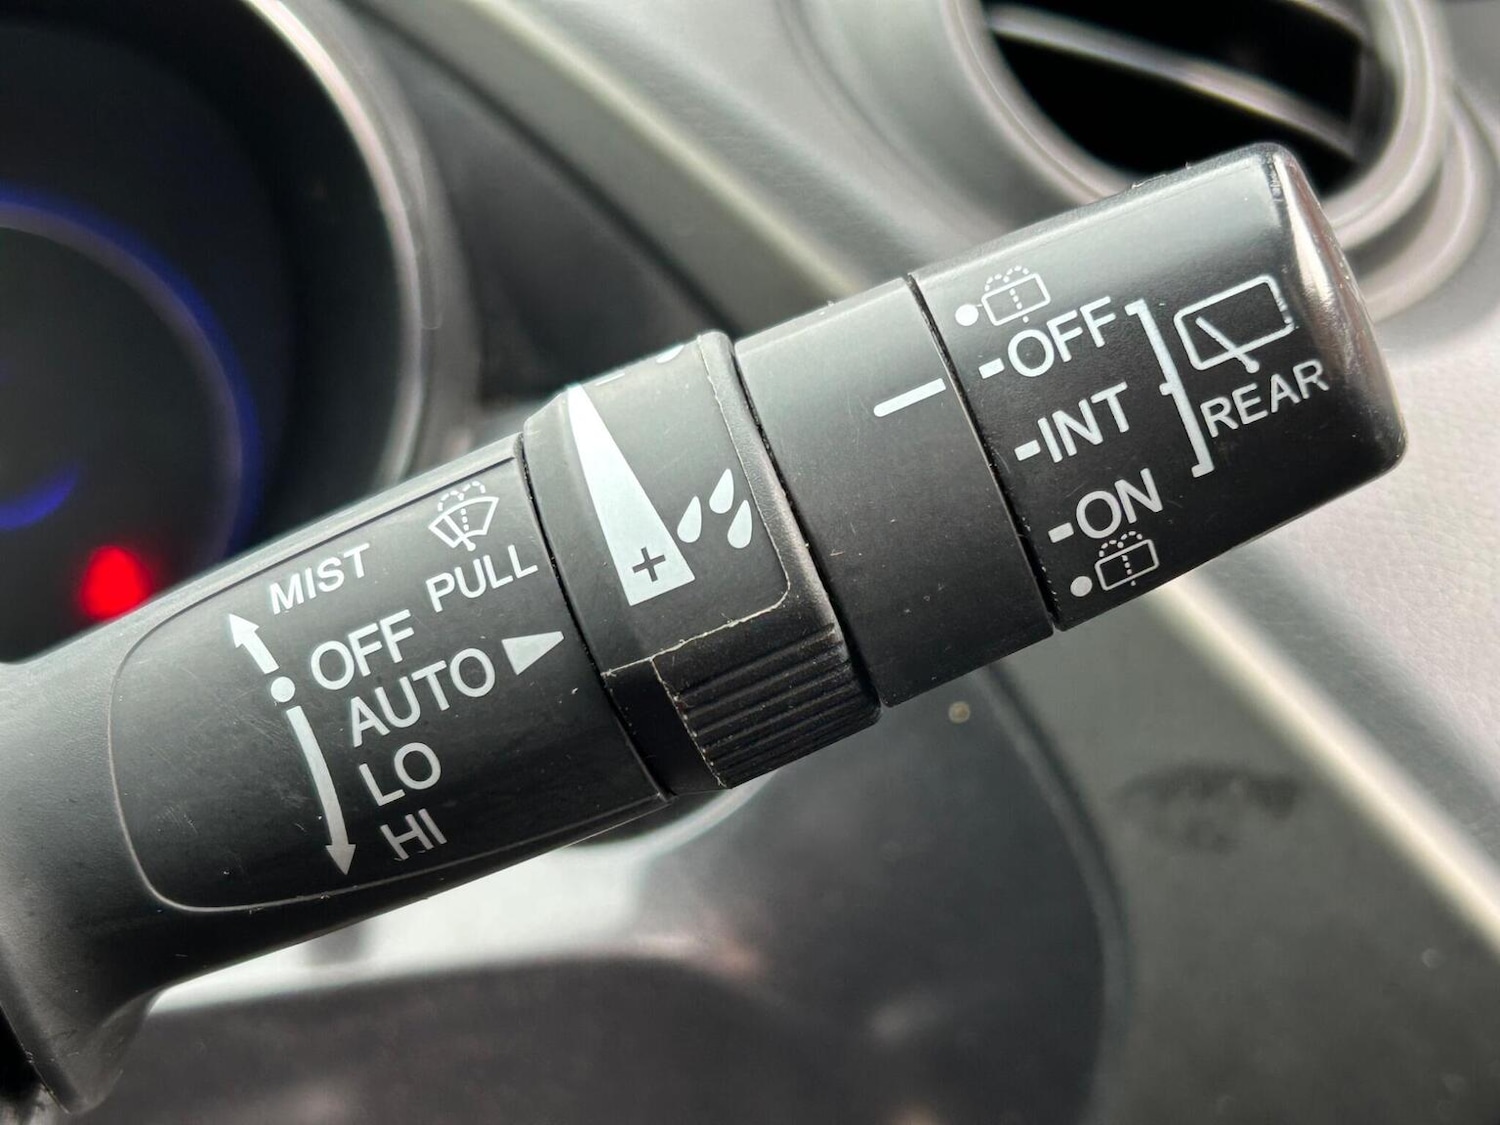 MIST
PULL
OFF
AUTO
LO
HI
+
-OFF
-INT
-ON
REAR